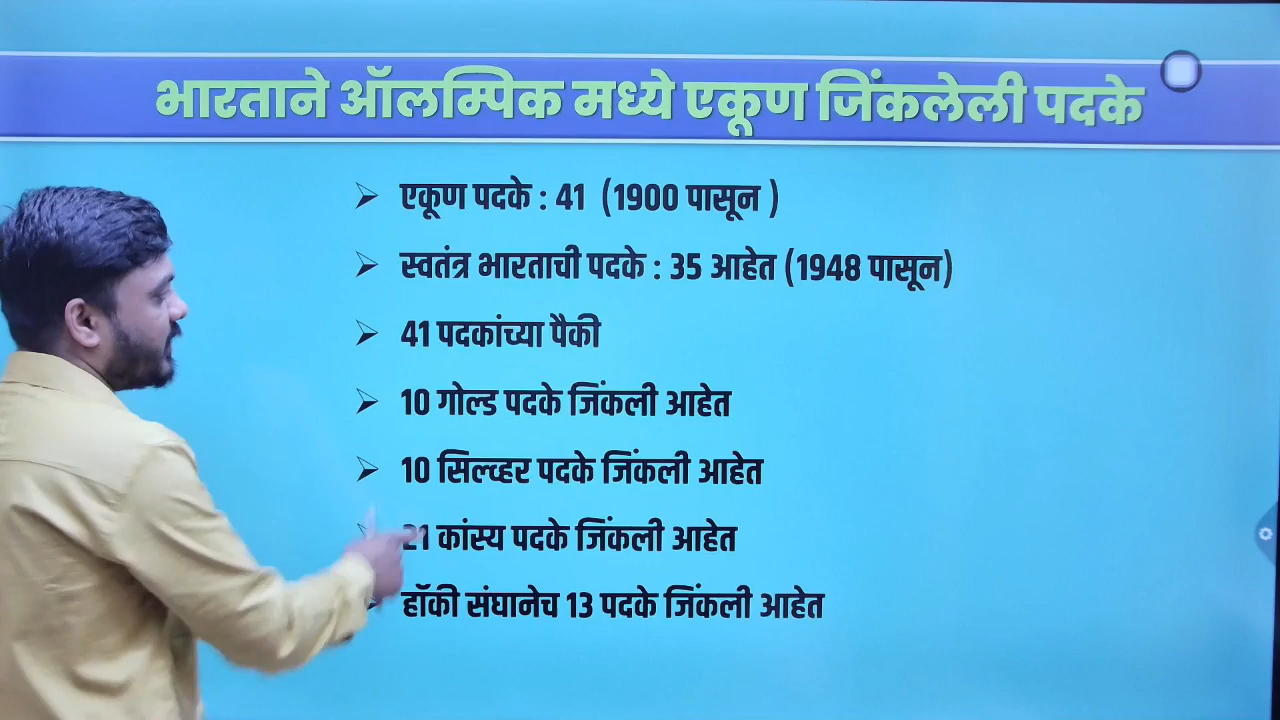 भारताने ऑलम्पिक मध्ये एकूण जिंकलेली पदके
एकूण पदके : 41 (1900 पासून )
स्वतंत्र भारताची पदके : 35 आहेत (1948 पासून)
41 पदकांच्या पैकी
10 गोल्ड पदके जिंकली आहेत
10 सिल्व्हर पदके जिंकली आहेत
21 कांस्य पदके जिंकली आहेत
हॉकी संघानेच 13 पदके जिंकली आहेत